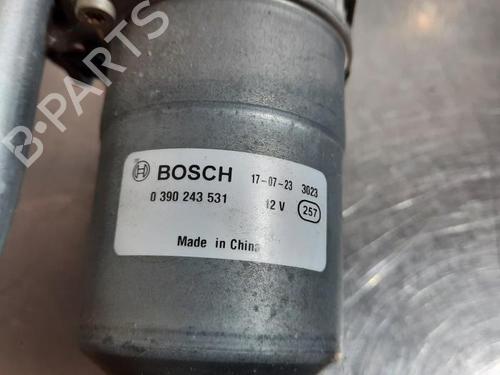 B-PARTS
BOSCH 17-07-23 3023
0 390 243 531 12 V 257
Made in China